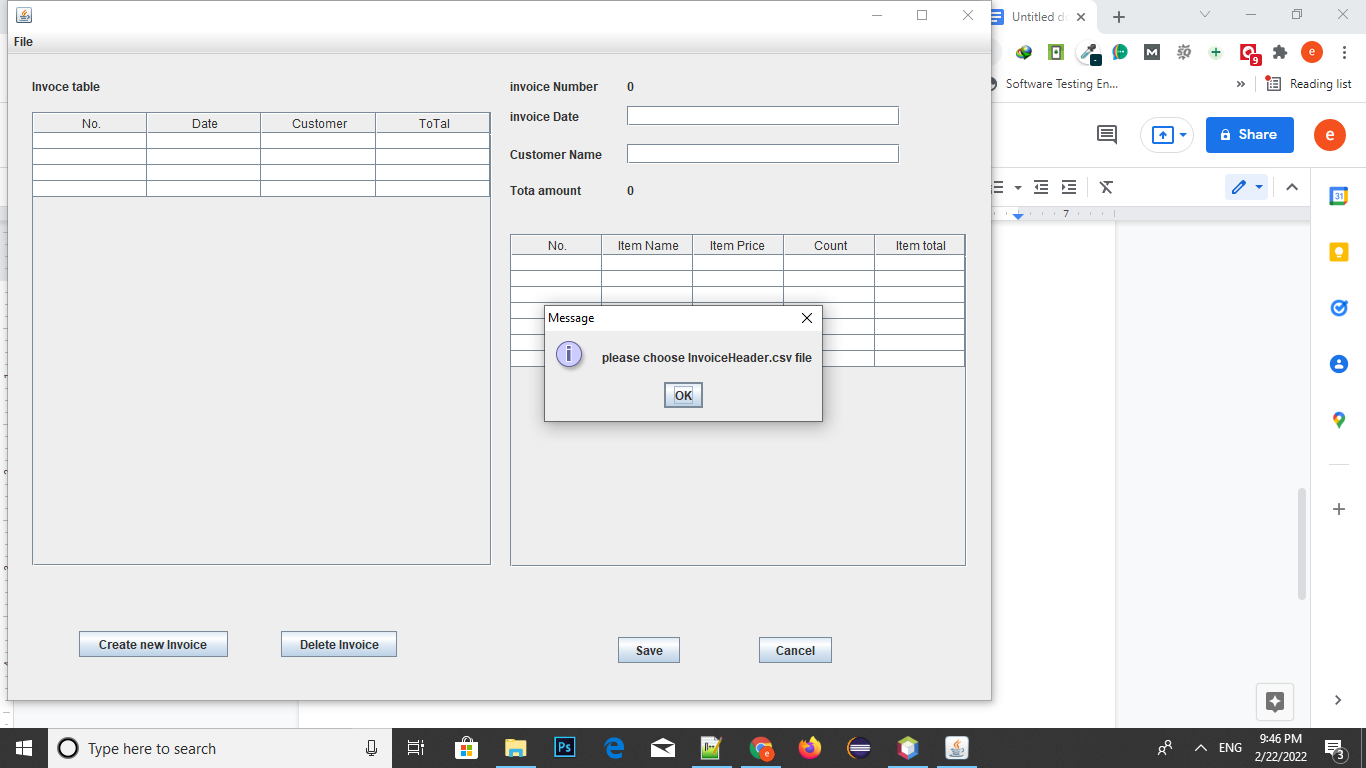 File
Invoce table
No. Date Customer ToTal
invoice Number 0
invoice Date
Customer Name
Tota amount 0
No. Item Name Item Price Count Item total
Message
please choose InvoiceHeader.csv file
OK
Create new Invoice
Delete Invoice
Save
Cancel
Untitled d
9
e
Software Testing En...
»
Reading list
Share
e
7
31
Type here to search
Ps
e
ENG
9:46 PM
2/22/2022
3